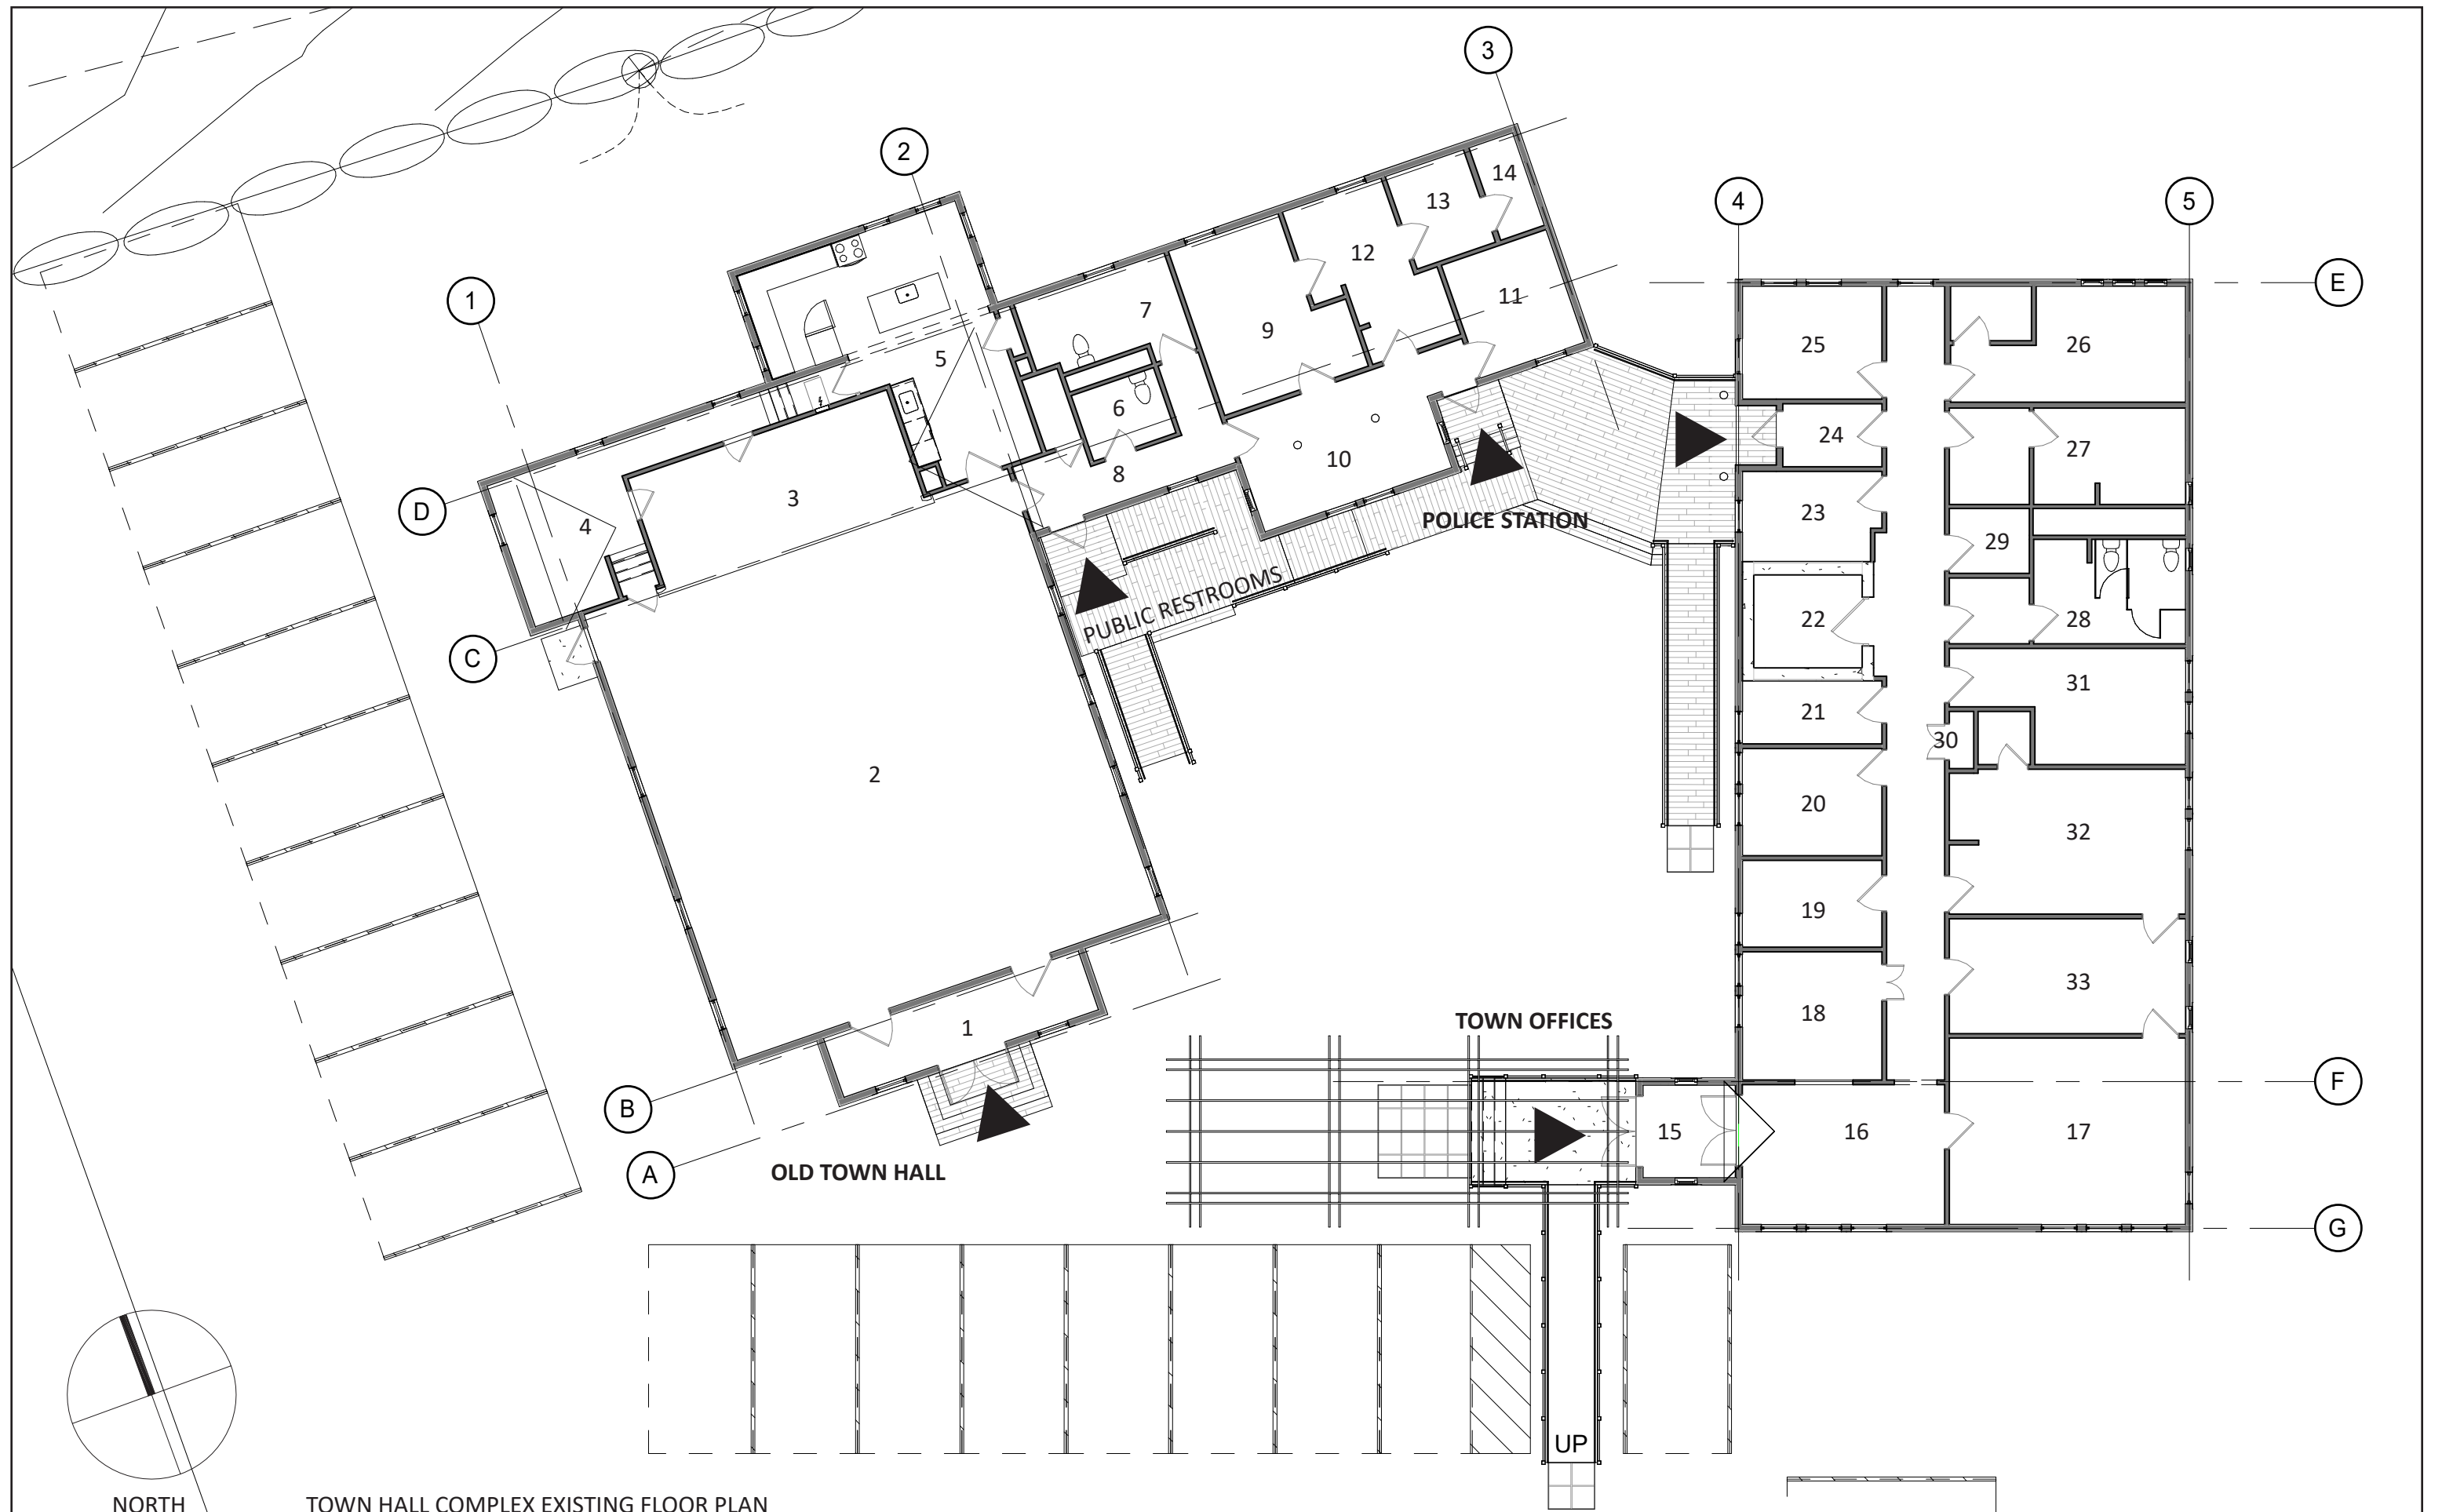 3
2
4
5
1
14
13
12
11
E
7
9
5
25
26
6
24
27
10
8
3
D
4
POLICE STATION
23
29
PUBLIC RESTROOMS
22
28
C
31
21
30
2
20
32
19
33
18
1
TOWN OFFICES
F
B
15
16
17
A
OLD TOWN HALL
G
UP
NORTH
TOWN HALL COMPLEX EXISTING FLOOR PLAN